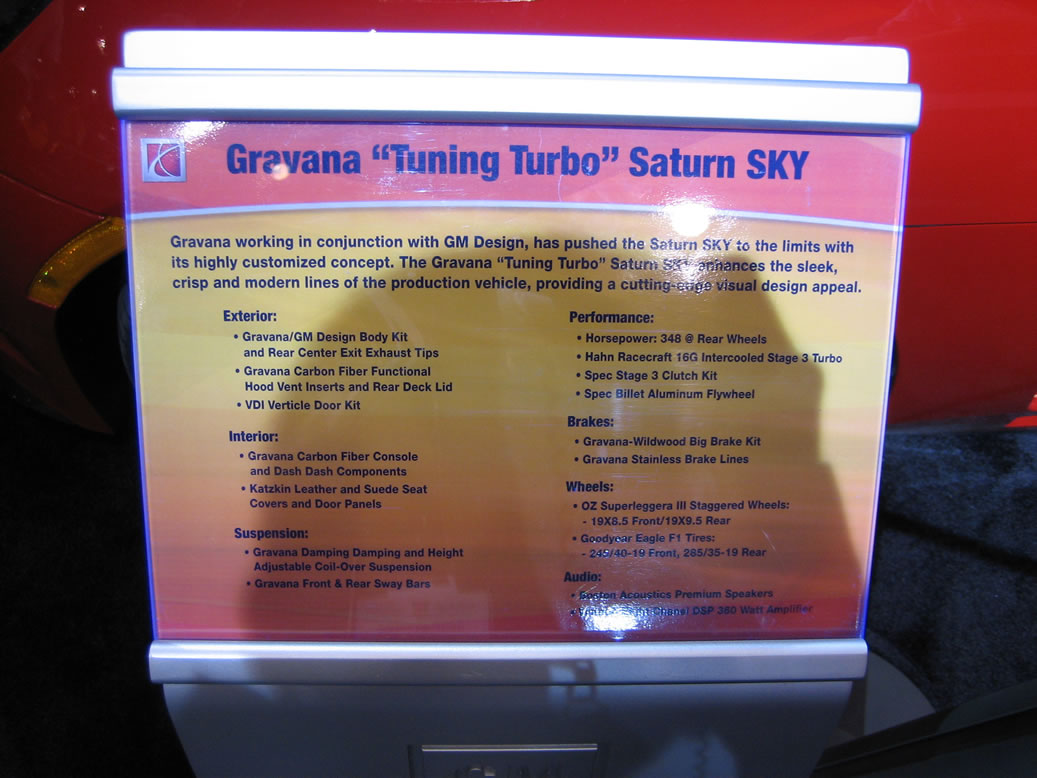 Gravana “Tuning Turbo” Saturn SKY
Gravana working in conjunction with GM Design, has pushed the Saturn SKY to the limits with
its highly customized concept. The Gravana “Tuning Turbo” Saturn SKY enhances the sleek,
crisp and modern lines of the production vehicle, providing a cutting-edge visual design appeal.
Exterior:
• Gravana/GM Design Body Kit
and Rear Center Exit Exhaust Tips
• Gravana Carbon Fiber Functional
Hood Vent Inserts and Rear Deck Lid
• VDI Verticle Door Kit
Interior:
• Gravana Carbon Fiber Console
and Dash Dash Components
• Katzkin Leather and Suede Seat
Covers and Door Panels
Suspension:
• Gravana Damping Damping and Height
Adjustable Coil-Over Suspension
• Gravana Front & Rear Sway Bars
Performance:
• Horsepower: 348 @ Rear Wheels
• Hahn Racecraft 16G Intercooled Stage 3 Turbo
• Spec Stage 3 Clutch Kit
• Spec Billet Aluminum Flywheel
Brakes:
• Gravana-Wildwood Big Brake Kit
• Gravana Stainless Brake Lines
Wheels:
• OZ Superleggera III Staggered Wheels:
- 19X8.5 Front/19X9.5 Rear
• Goodyear Eagle F1 Tires:
- 245/40-19 Front, 285/35-19 Rear
Audio:
• Boston Acoustics Premium Speakers
• Chanel DSP 360 Watt Amplifier